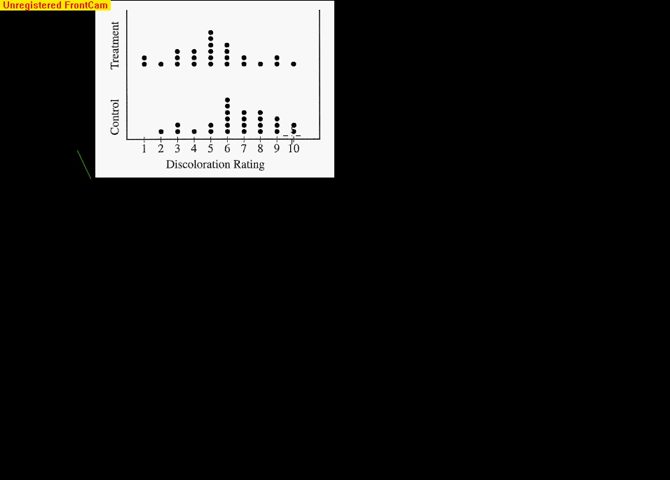 Unregistered FrontCam
Treatment
Control
1 2 3 4 5 6 7 8 9 10
Discoloration Rating